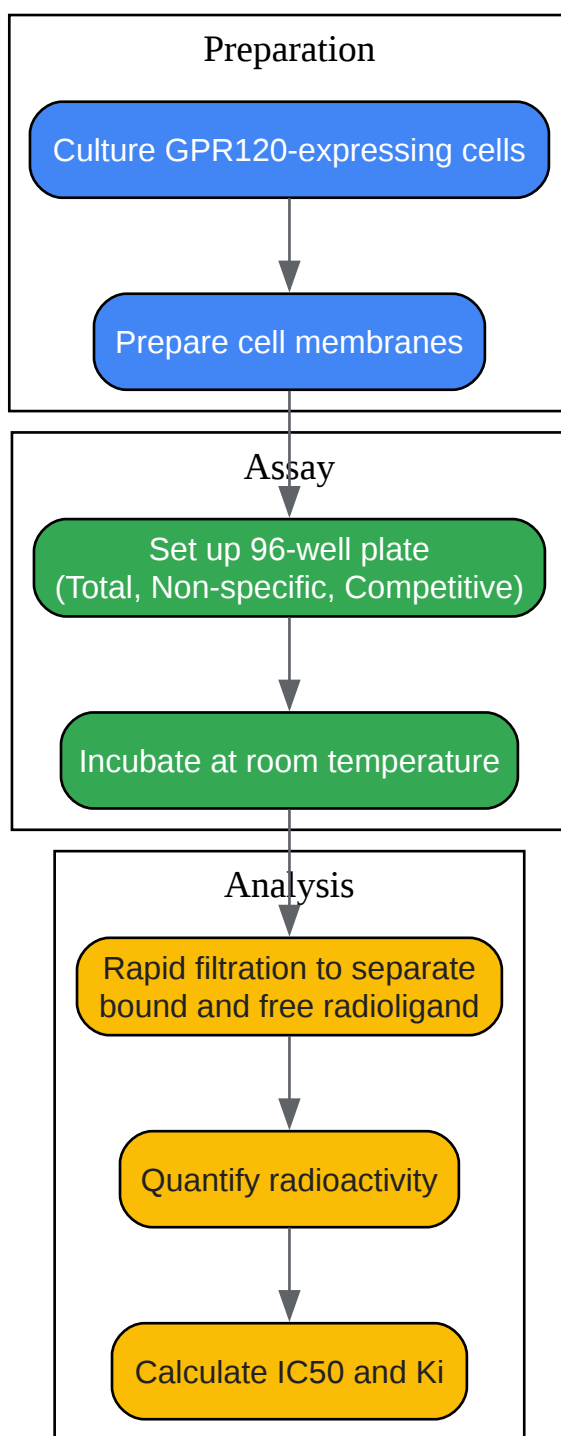 Preparation
Culture GPR120-expressing cells
Prepare cell membranes
Assay
Set up 96-well plate
(Total, Non-specific, Competitive)
Incubate at room temperature
Analysis
Rapid filtration to separate
bound and free radioligand
Quantify radioactivity
Calculate IC50 and Ki